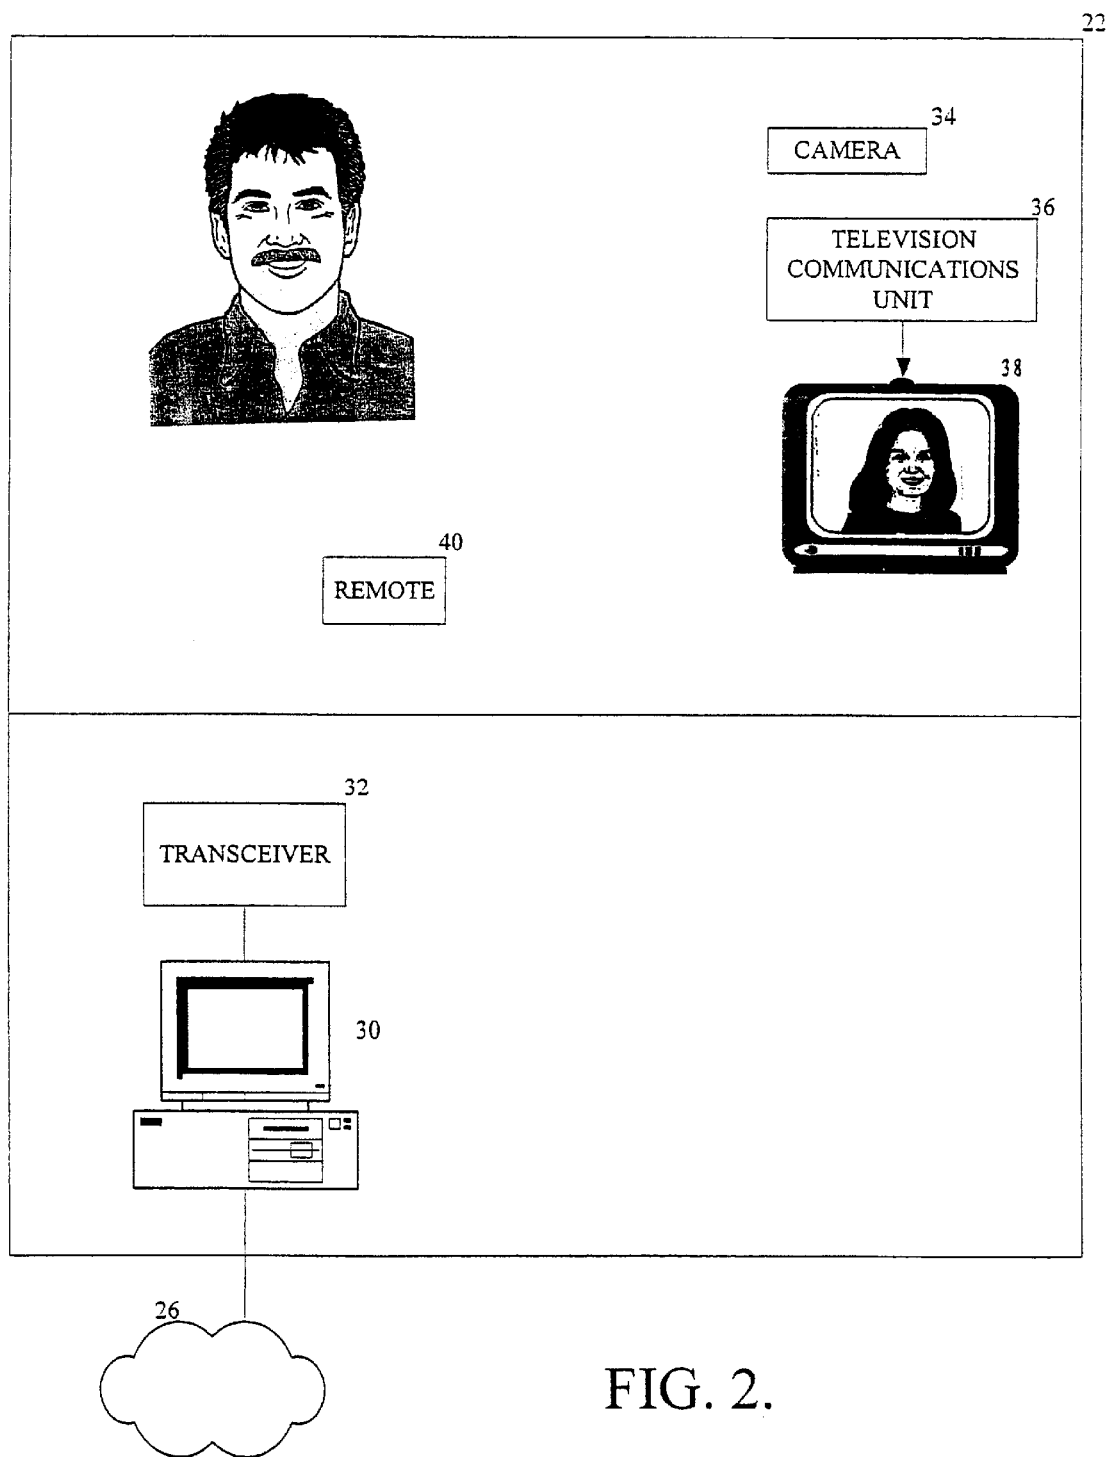 22
34
CAMERA
36
TELEVISION
COMMUNICATIONS
UNIT
38
40
REMOTE
32
TRANSCEIVER
30
26
FIG. 2.